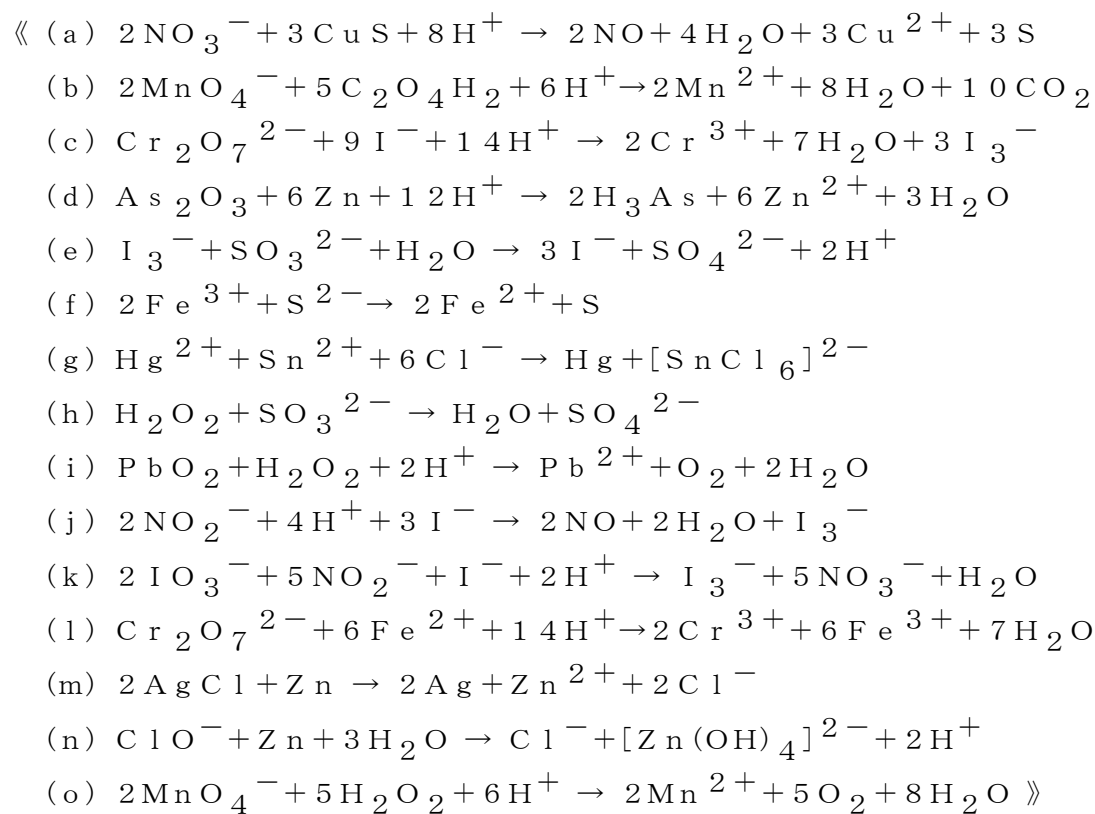 《(a) 2NO₃⁻+3CuS+8H⁺ → 2NO+4H₂O+3Cu²⁺+3S
(b) 2MnO₄⁻+5C₂O₄H₂+6H⁺→2Mn²⁺+8H₂O+10CO₂
(c) Cr₂O₇²⁻+9I⁻+14H⁺ → 2Cr³⁺+7H₂O+3I₃⁻
(d) As₂O₃+6Zn+12H⁺ → 2H₃As+6Zn²⁺+3H₂O
(e) I₃⁻+SO₃²⁻+H₂O → 3I⁻+SO₄²⁻+2H⁺
(f) 2Fe³⁺+S²⁻→ 2Fe²⁺+S
(g) Hg²⁺+Sn²⁺+6Cl⁻ → Hg+[SnCl₆]²⁻
(h) H₂O₂+SO₃²⁻ → H₂O+SO₄²⁻
(i) PbO₂+H₂O₂+2H⁺ → Pb²⁺+O₂+2H₂O
(j) 2NO₂⁻+4H⁺+3I⁻ → 2NO+2H₂O+I₃⁻
(k) 2IO₃⁻+5NO₂⁻+I⁻+2H⁺ → I₃⁻+5NO₃⁻+H₂O
(l) Cr₂O₇²⁻+6Fe²⁺+14H⁺→2Cr³⁺+6Fe³⁺+7H₂O
(m) 2AgCl+Zn → 2Ag+Zn²⁺+2Cl⁻
(n) ClO⁻+Zn+3H₂O → Cl⁻+[Zn(OH)₄]²⁻+2H⁺
(o) 2MnO₄⁻+5H₂O₂+6H⁺ → 2Mn²⁺+5O₂+8H₂O 》